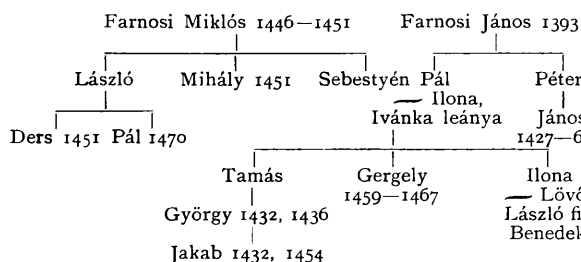 Farnosi Miklós 1446—1451 Farnosi János 1393
László Mihály 1451 Sebestyén Pál Péter
— Ilona, János
Ders 1451 Pál 1470 Ivánka leánya 1427—6
Tamás Gergely Ilona
1459—1467 — Lövő
György 1432, 1436 László fi
Benedek
Jakab 1432, 1454